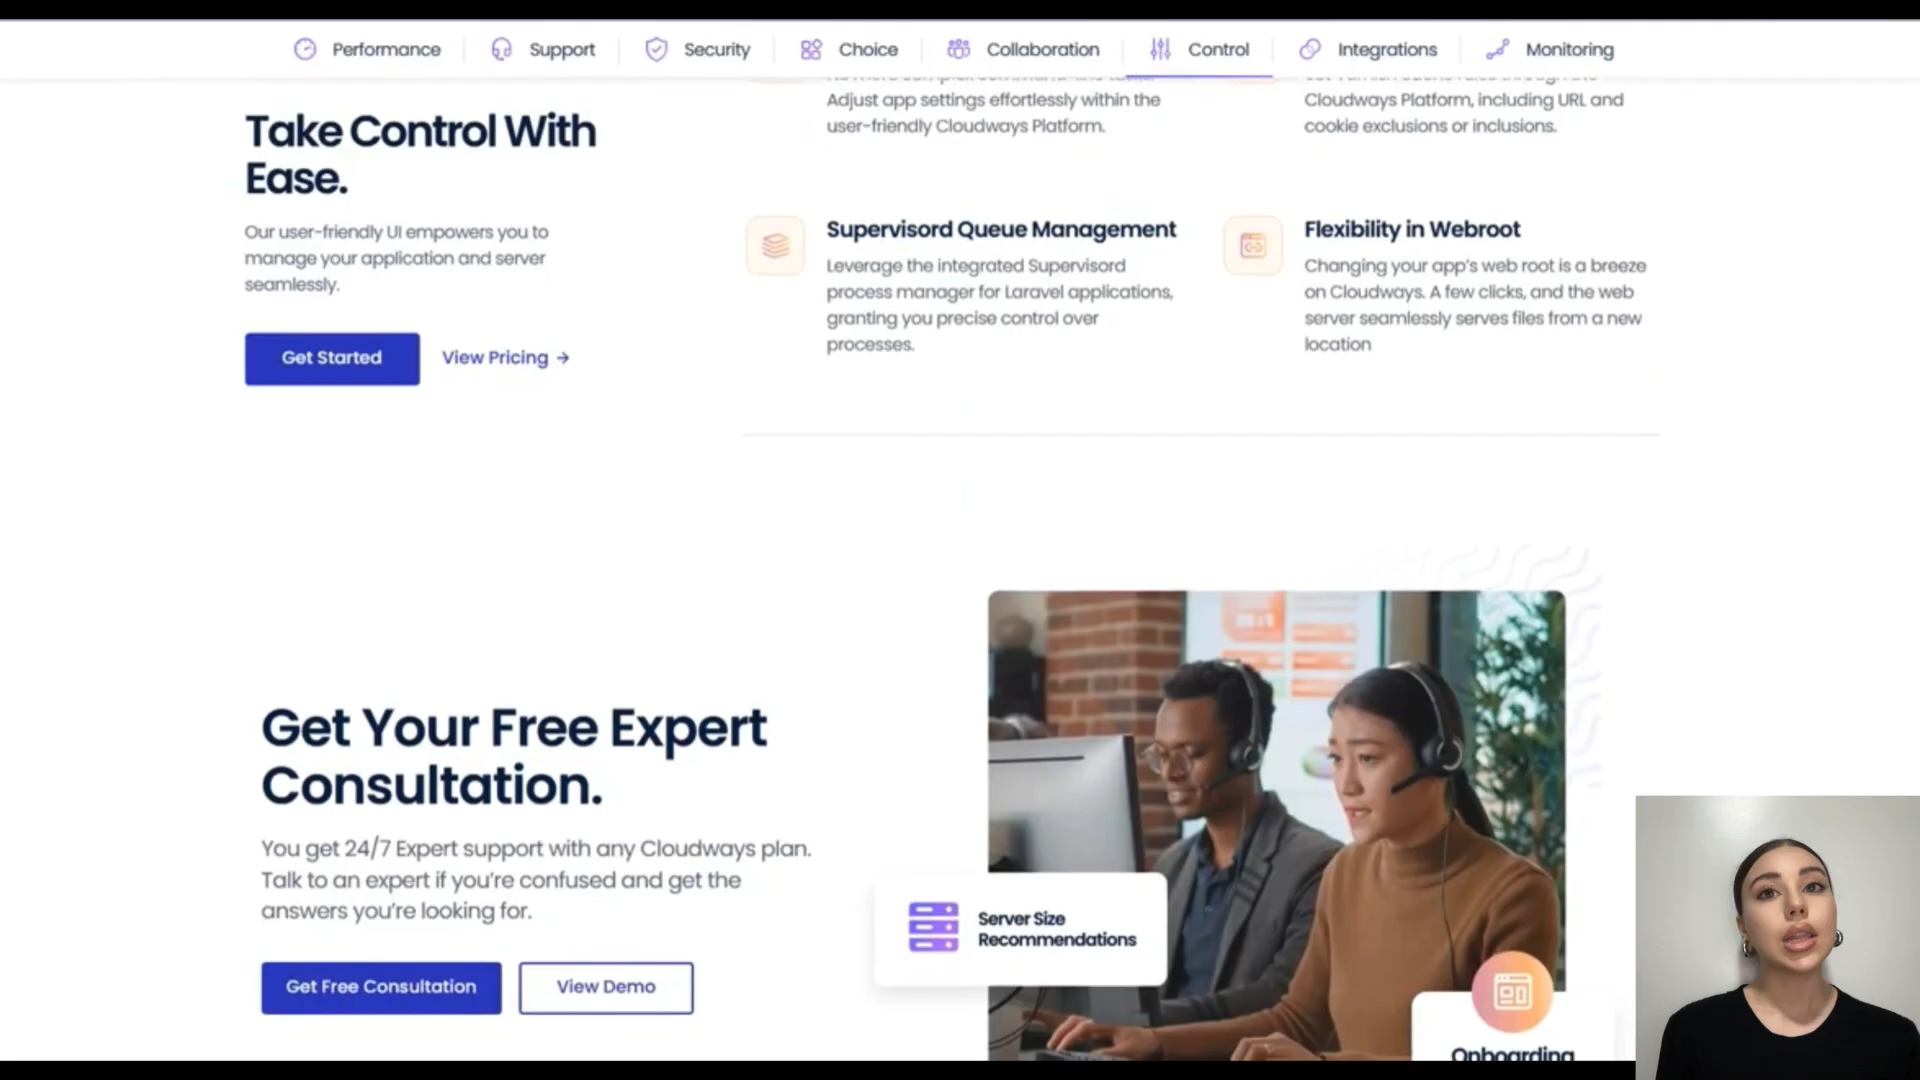 Performance
Support
Security
Choice
Collaboration
Control
Integrations
Monitoring
Take Control With
Ease.
Our user-friendly UI empowers you to
manage your application and server
seamlessly.
Get Started
View Pricing →
Adjust app settings effortlessly within the
user-friendly Cloudways Platform.
Cloudways Platform, including URL and
cookie exclusions or inclusions.
Supervisord Queue Management
Leverage the integrated Supervisord
process manager for Laravel applications,
granting you precise control over
processes.
Flexibility in Webroot
Changing your app's web root is a breeze
on Cloudways. A few clicks, and the web
server seamlessly serves files from a new
location
Get Your Free Expert
Consultation.
You get 24/7 Expert support with any Cloudways plan.
Talk to an expert if you're confused and get the
answers you're looking for.
Get Free Consultation
View Demo
Server Size
Recommendations
Onboarding